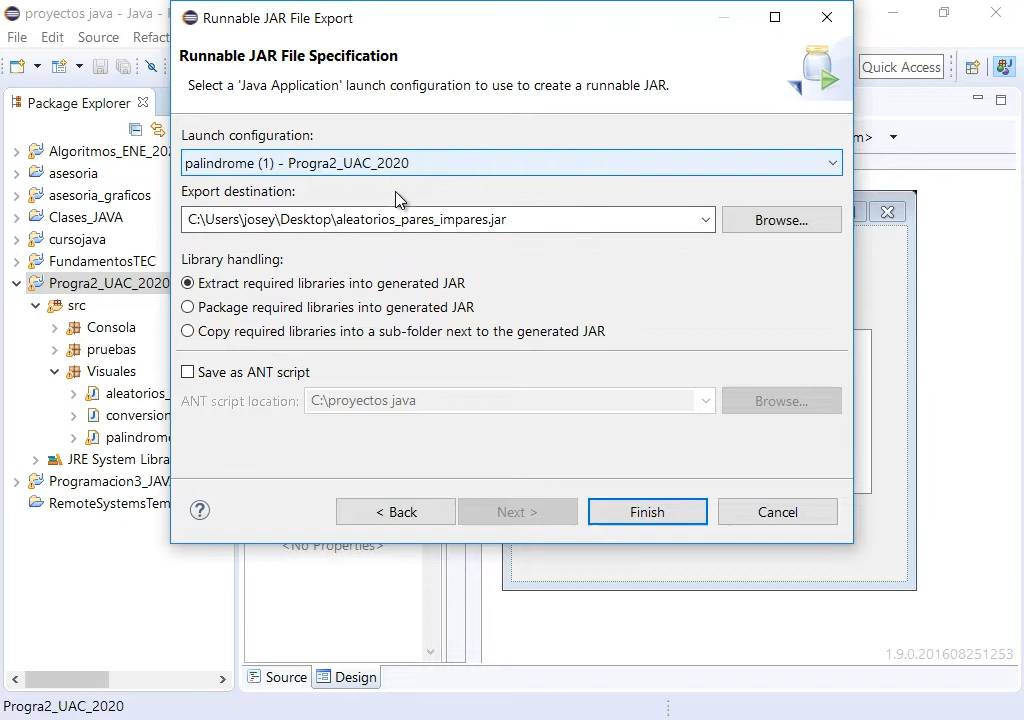 proyectos java - Java -
Runnable JAR File Export
File Edit Source Refact
Runnable JAR File Specification
Select a 'Java Application' launch configuration to use to create a runnable JAR.
Quick Access
Package Explorer
Launch configuration:
palindrome (1) - Progra2_UAC_2020
Export destination:
C:\Users\josey\Desktop\aleatorios_pares_impares.jar
Browse...
Library handling:
Extract required libraries into generated JAR
Package required libraries into generated JAR
Copy required libraries into a sub-folder next to the generated JAR
Save as ANT script
ANT script location:
C:\proyectos java
Browse...
< Back
Next >
Finish
Cancel
Algoritmos_ENE_202
asesoria
asesoria_graficos
Clases_JAVA
cursojava
FundamentosTEC
Progra2_UAC_2020
src
Consola
pruebas
Visuales
aleatorios_
conversion
palindrome
JRE System Libra
Programacion3_JAV
RemoteSystemsTem
m>
<No Properties>
1.9.0.201608251253
Source
Design
Progra2_UAC_2020